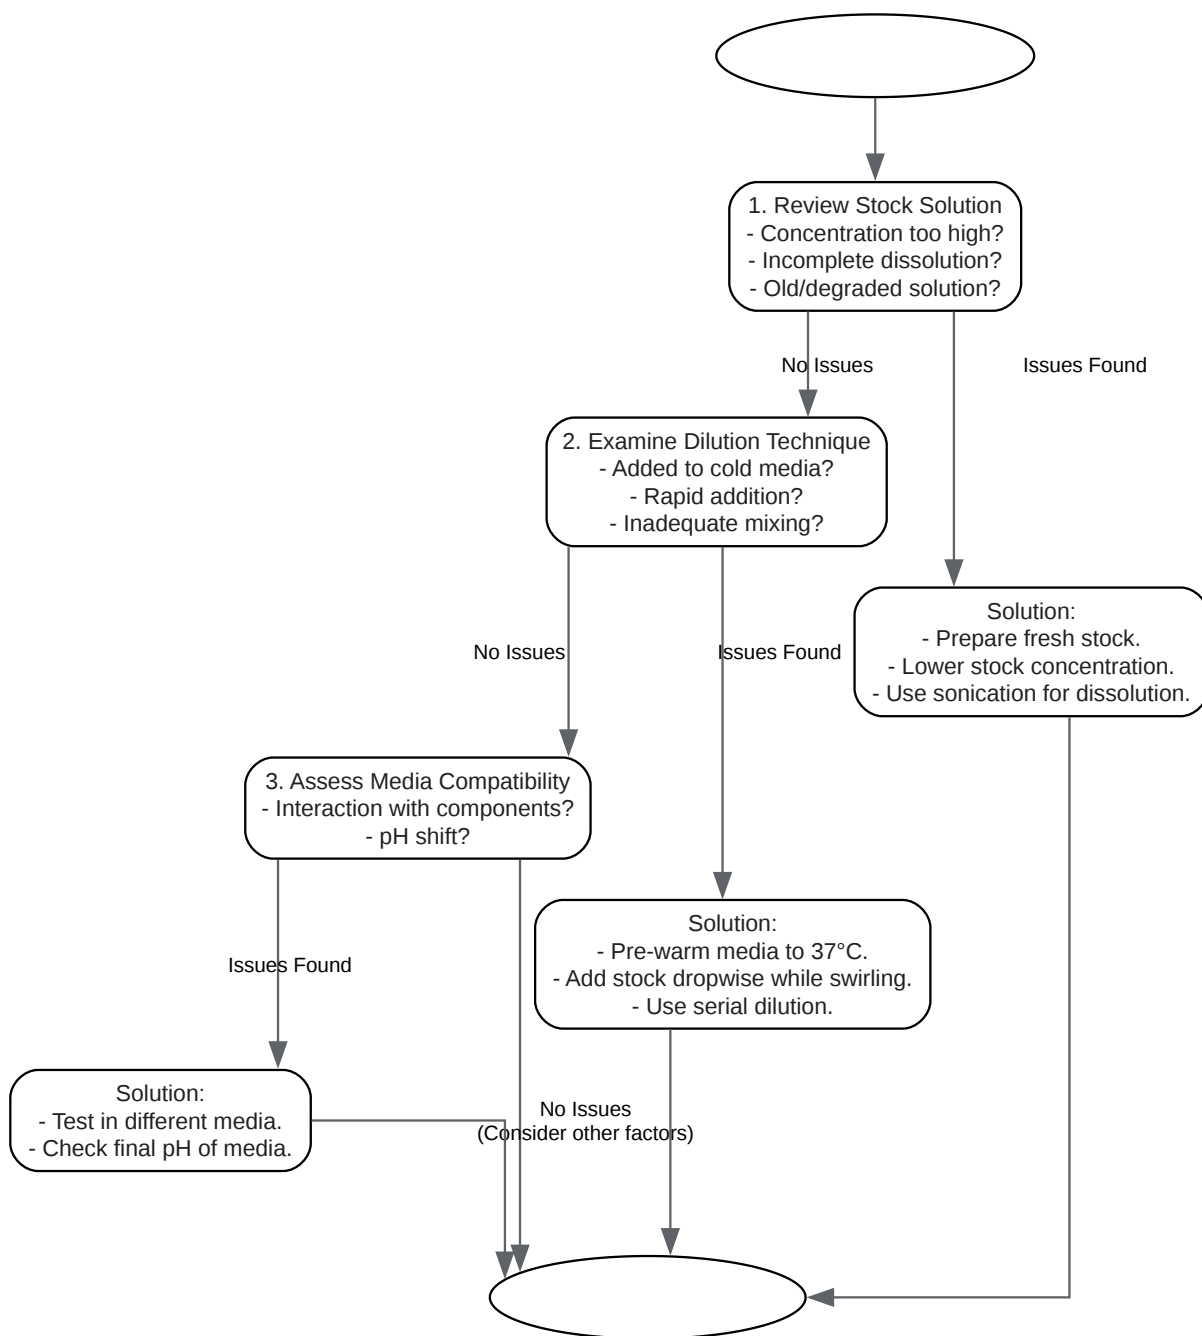 1. Review Stock Solution
- Concentration too high?
- Incomplete dissolution?
- Old/degraded solution?
No Issues
Issues Found
2. Examine Dilution Technique
- Added to cold media?
- Rapid addition?
- Inadequate mixing?
Solution:
- Prepare fresh stock.
- Lower stock concentration.
- Use sonication for dissolution.
No Issues
Issues Found
3. Assess Media Compatibility
- Interaction with components?
- pH shift?
Solution:
- Pre-warm media to 37°C.
- Add stock dropwise while swirling.
- Use serial dilution.
Issues Found
Solution:
- Test in different media.
- Check final pH of media.
No Issues
(Consider other factors)